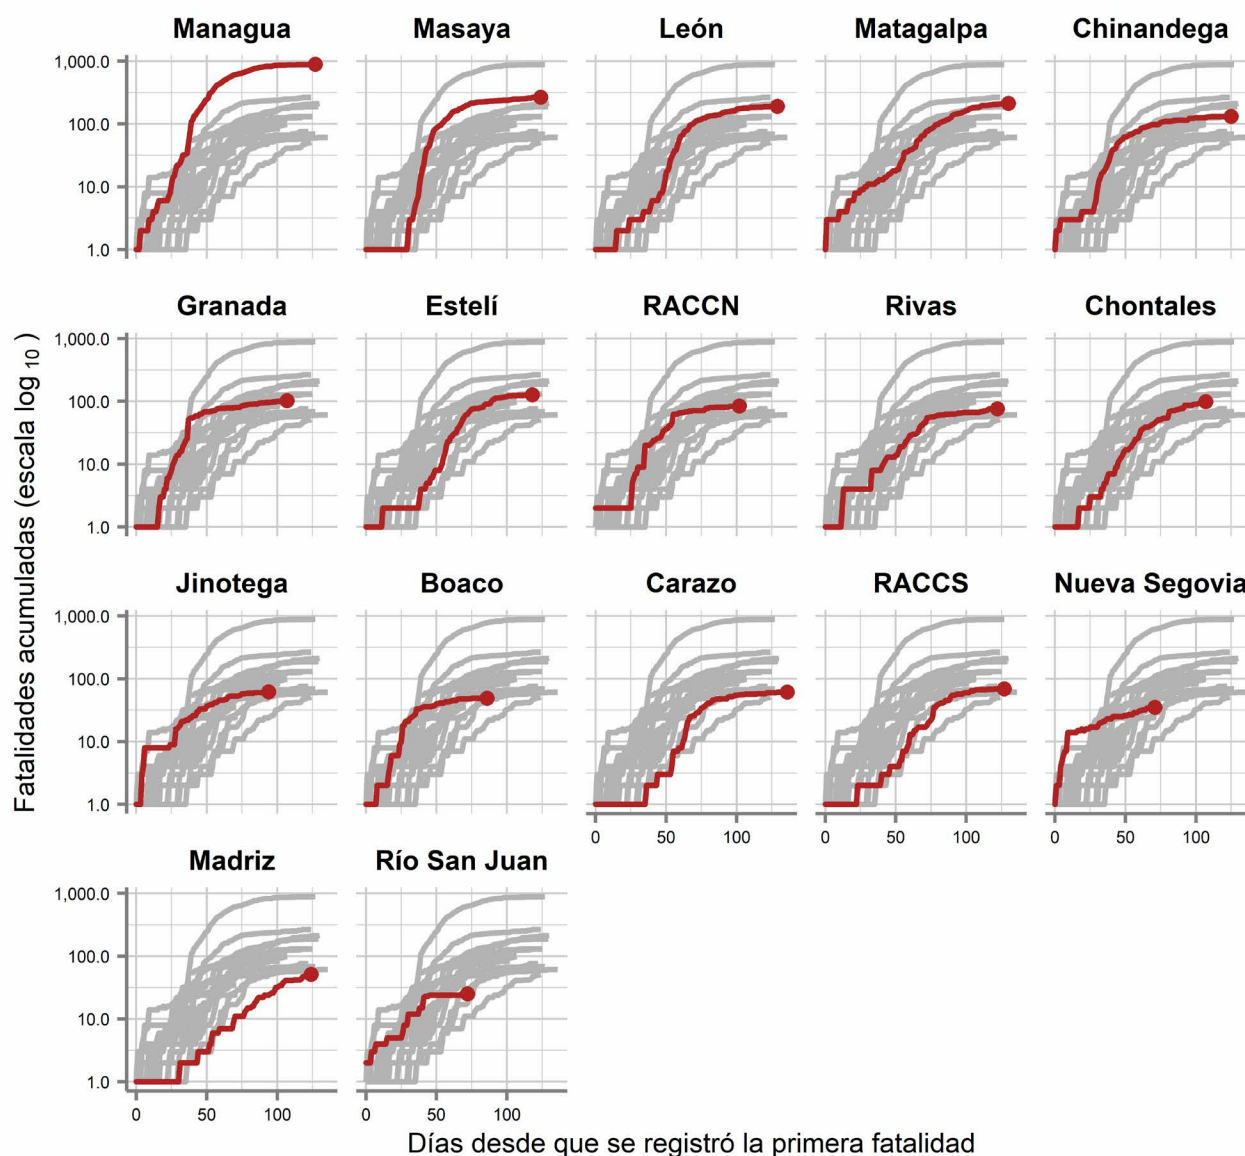 Managua Masaya León Matagalpa Chinandega
1,000.0
100.0
10.0
1.0
Granada Estelí RACCN Rivas Chontales
1,000.0
100.0
10.0
1.0
Jinotega Boaco Carazo RACCS Nueva Segovia
1,000.0
100.0
10.0
1.0
0 50 100 0 50 100 0 50 100
Madriz Río San Juan
1,000.0
100.0
10.0
1.0
0 50 100 0 50 100
Días desde que se registró la primera fatalidad
Fatalidades acumuladas (escala log 10)